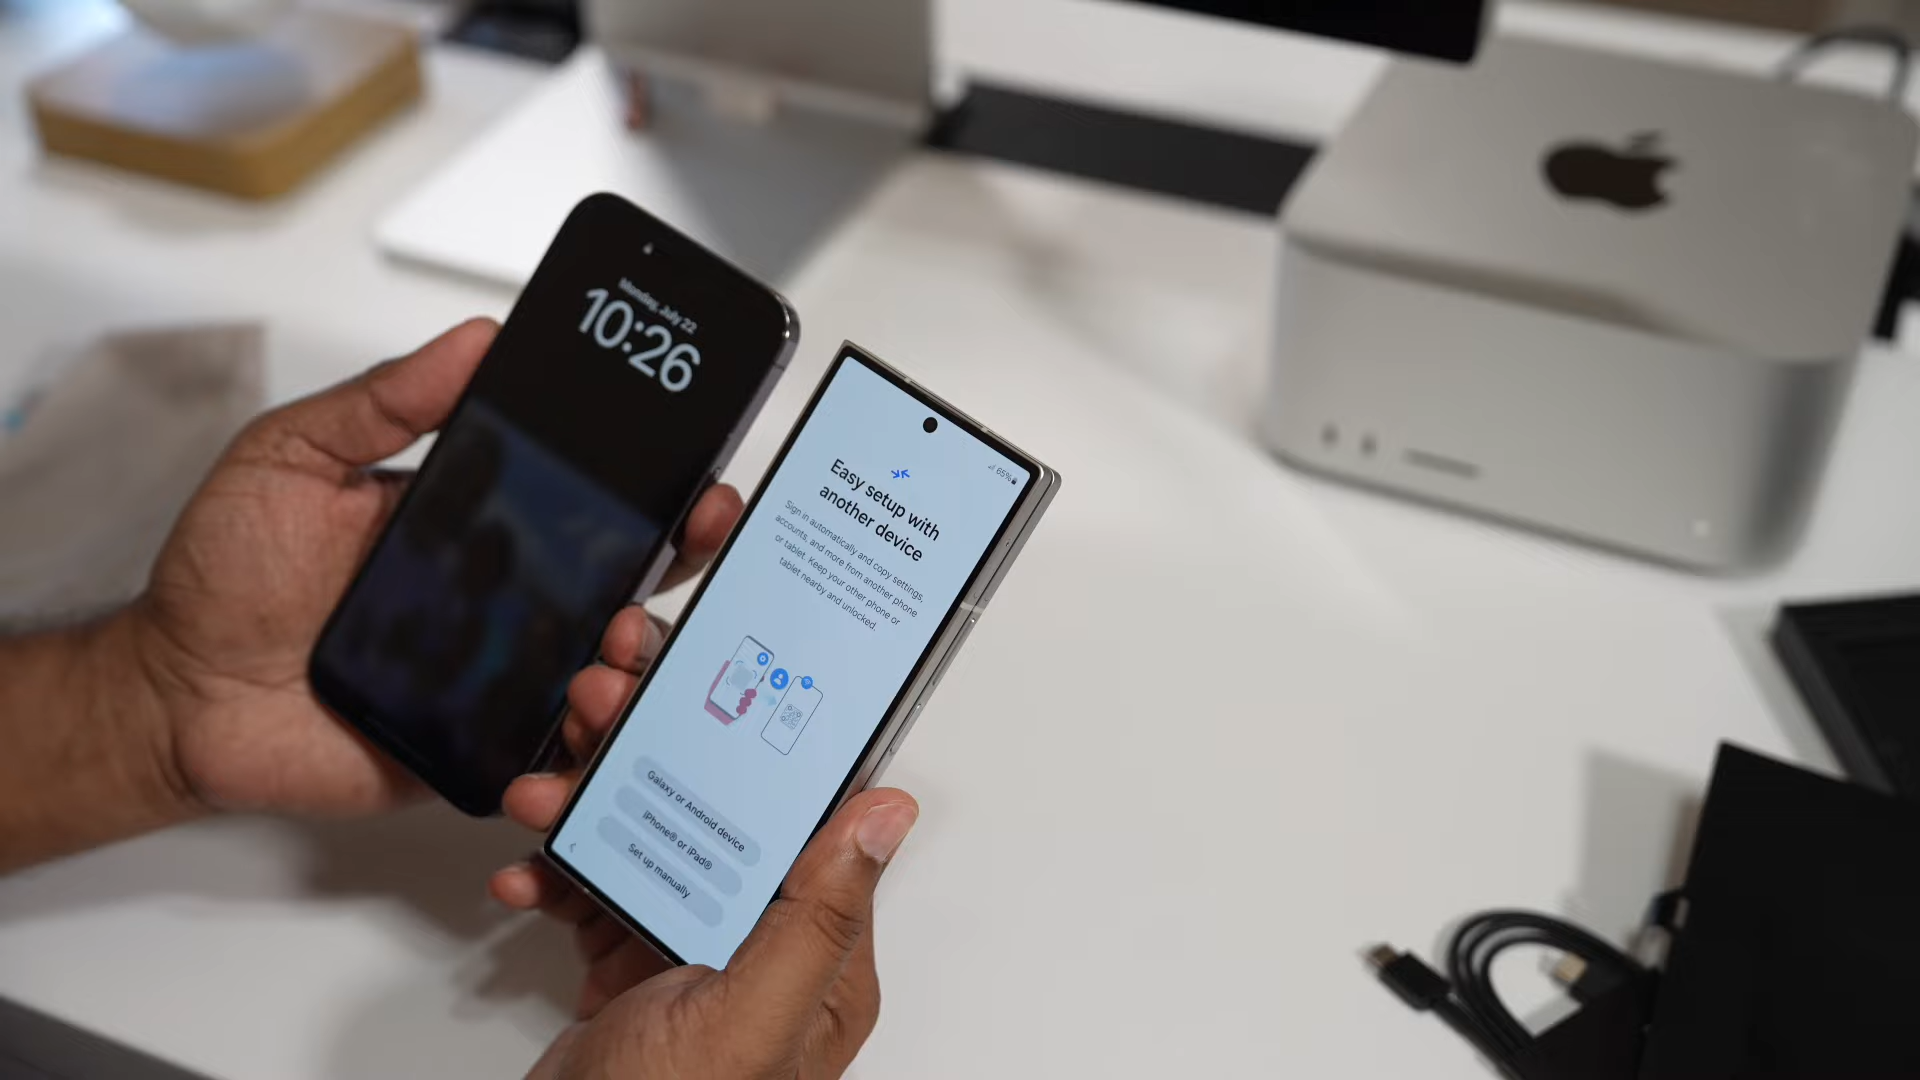 Monday, July 22
10:26
65%
Easy setup with
another device
Sign in automatically and copy settings,
accounts, and more from another phone
or tablet. Keep your other phone or
tablet nearby and unlocked.
Galaxy or Android device
iPhone® or iPad®
Set up manually